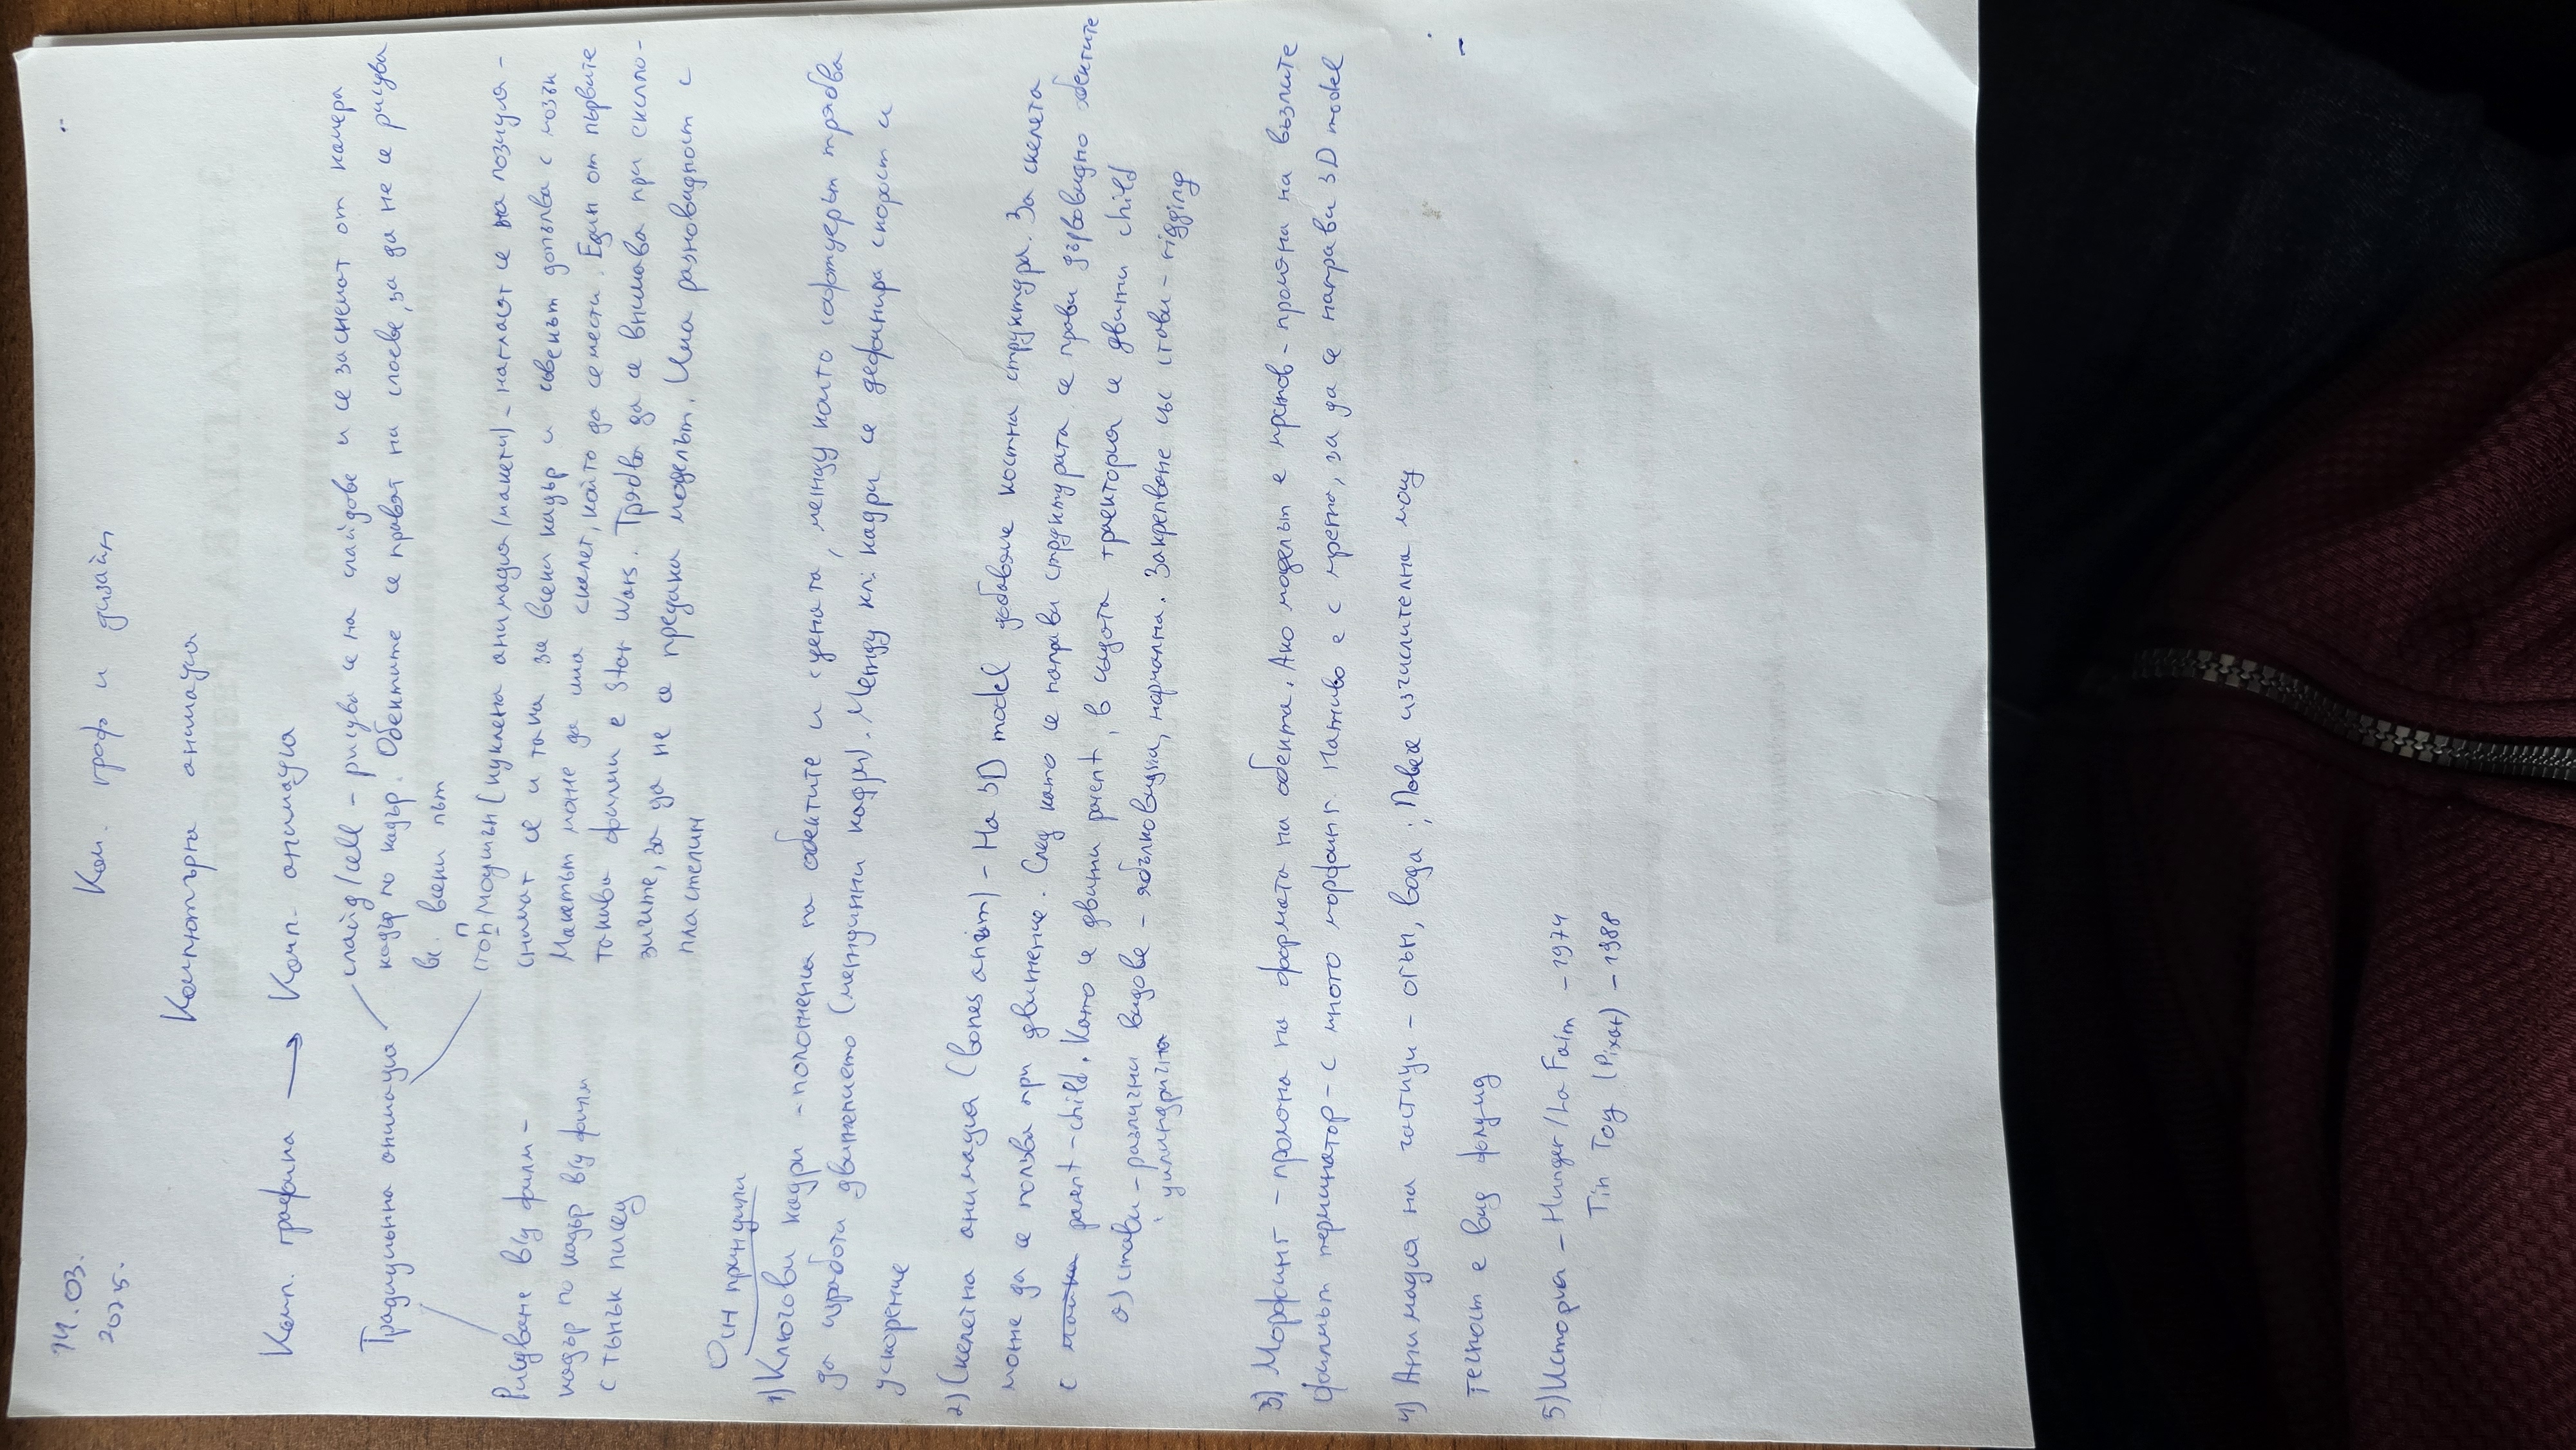 14.03.
2025.
Ком. граф и дизайн
Компютърна анимация
Комп. графика → Комп. анимация
Традиционна анимация
слайд/cell - рисува се на слайдове и се заснемат от камера
кадър по кадър. Обектите се правят на слоеве, за да не се рисува
вс. всеки път
стопмоушън (куклена анимация/макети) - нагласят се на позиция -
снимат се и така за всеки кадър и човекът допълва с мозък
Макетът може да има скелет, който да се мести. Един от първите
такива филми е Star Wars. Трябва да се внимава при експло-
зиите, за да не се предака моделът. Има разновидност с
пластелин
Рисуване в/у филм -
кадър по кадър в/у филм
с тънък писец
Осн принципи
1) Ключови кадри - положения на обектите и сцената, между които софтуерът трябва
да изработи движението (междинни кадри). Между кл. кадри се дефинира скорост и
ускорение
2) Скелетна анимация (bones anim) - На 3D model добавяме костна структура. За скелета
може да се ползва при движение. След като се направи структурата се прави дървовидно обектите
с parent-child. Като се движи parent, в същата траектория се движи child
а) стави - различни видове - ябълковидна, нормална. Закрепване със стави - rigging
цилиндрична
3) Морфинг - промяна на формата на обекта. Ако моделът е - промяна на възлите
филмът терминатор - с много морфинг. е с мрежа, за да се направи 3D model
4) Анимация на частици - огън, вода ; Повече изчислителна мощ
течност е вид флуид
5) История - Hunger/La Faim - 1974
Tin Toy (Pixar) - 1988